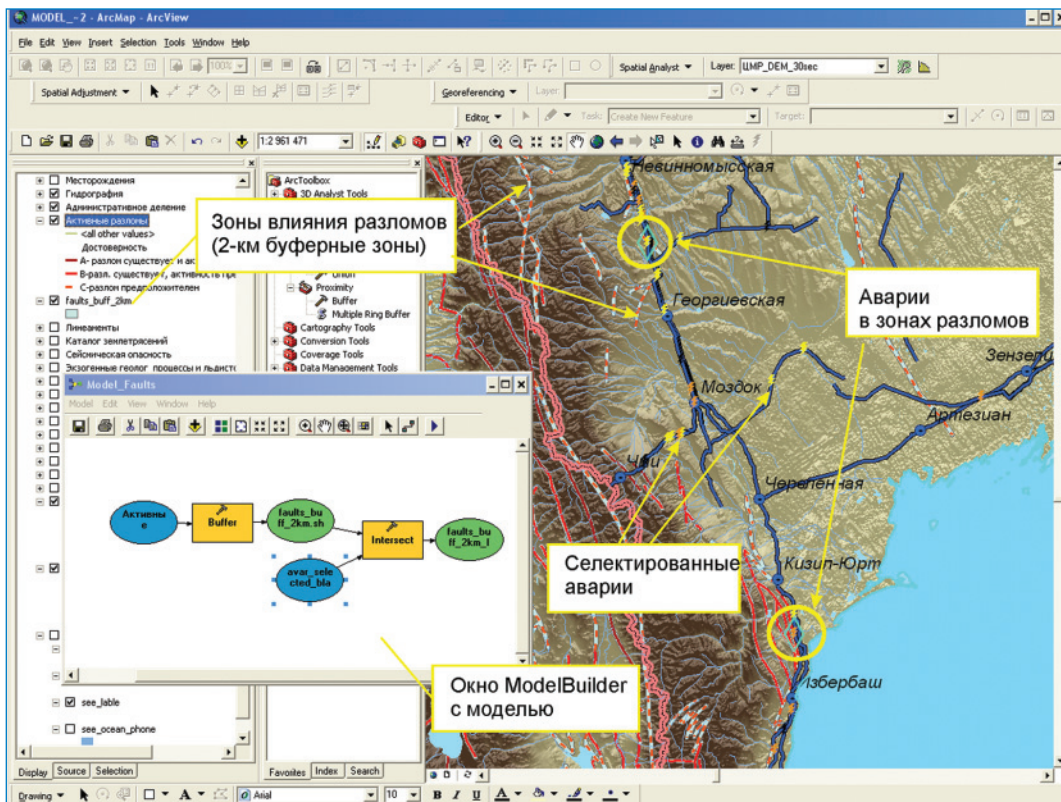 MODEL_-2 - ArcMap - ArcView
File Edit View Insert Selection Tools Window Help
100%
Spatial Analyst
Layer: ЦМР_DEM_30sec
Spatial Adjustment
Georeferencing
Layer:
Editor
Task: Create New Feature
Target:
1:2 961 471
Месторождения
Гидрография
Административное деление
Активные разломы
<all other values>
Достоверность
А- разлом существует и ак
В-разл. существует, активность пре
С-разлом предположителен
faults_buff_2km
Линеаменты
Каталог землетрясений
Сейсмическая опасность
Экзогенные геолог. процессы и льдисто
see_lable
see_ocean_phone
Display Source Selection
ArcToolbox
3D Analyst Tools
Union
Proximity
Buffer
Multiple Ring Buffer
Cartography Tools
Conversion Tools
Coverage Tools
Data Management Tools
Favorites Index Search
Зоны влияния разломов
(2-км буферные зоны)
Аварии
в зонах разломов
Селектированные
аварии
Окно ModelBuilder
с моделью
Model_Faults
Model Edit View Window Help
Активны
е
Buffer
faults_bu
ff_2km.sh
avar_sele
cted_bla
Intersect
faults_bu
ff_2km_I
Невинномысская
Георгиевская
Моздок
Зензели
Артезиан
Червленная
Кизил-Юрт
Ізбербаш
Drawing
Arial
10
B I U A